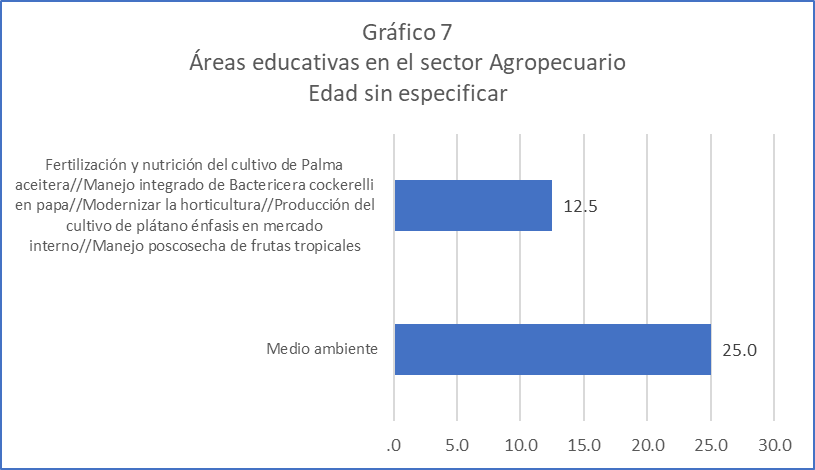 Gráfico 7
Áreas educativas en el sector Agropecuario
Edad sin especificar
Fertilización y nutrición del cultivo de Palma
aceitera//Manejo integrado de Bactericera cockerelli
en papa//Modernizar la horticultura//Producción del
cultivo de plátano énfasis en mercado
interno//Manejo poscosecha de frutas tropicales
12.5
Medio ambiente
25.0
.0 5.0 10.0 15.0 20.0 25.0 30.0